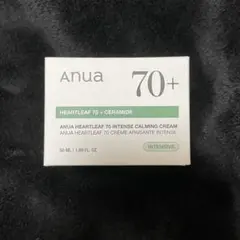 Anua
70+
HEARTLEAF 70 + CERAMIDE
ANUA HEARTLEAF 70 INTENSE CALMING CREAM
ANUA HEARTLEAF 70 CRÈME APAISANTE INTENSE
50 ML / 1.69 FL. OZ